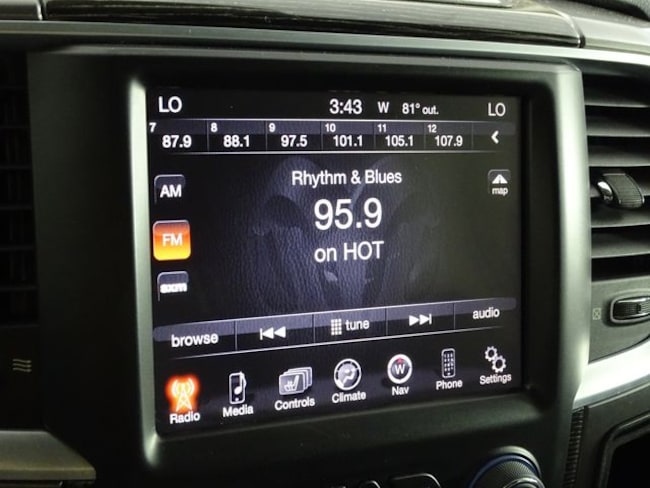 LO 3:43 W 81° out. LO
7 8 9 10 11 12
87.9 88.1 97.5 101.1 105.1 107.9
AM
Rhythm & Blues
map
95.9
FM
on HOT
browse tune audio
W
Radio Media Controls Climate Nav Phone Settings